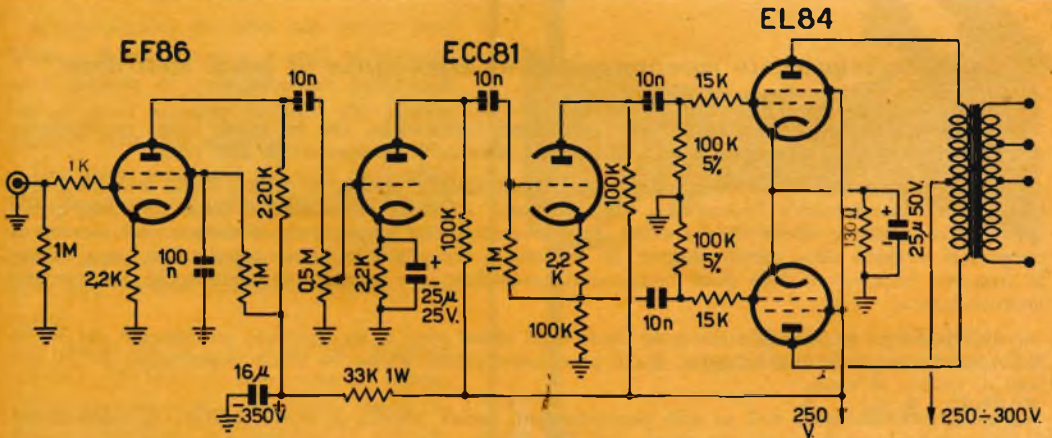 EF86
ECC81
EL84
10n
10n
10n
15K
1K
220K
100K
5%
100K
1M
2,2K
100
n
1M
0,5M
2,2K
25µ
25V.
100K
1M
2,2
K
100K
5%
130Ω
25µ 50V.
100K
10n
15K
16µ
350V
33K 1W
250
V.
250÷300V.